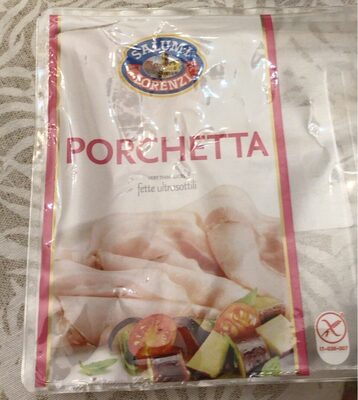 SALUMI
LORENZI
PORCHETTA
fette ultrasottili